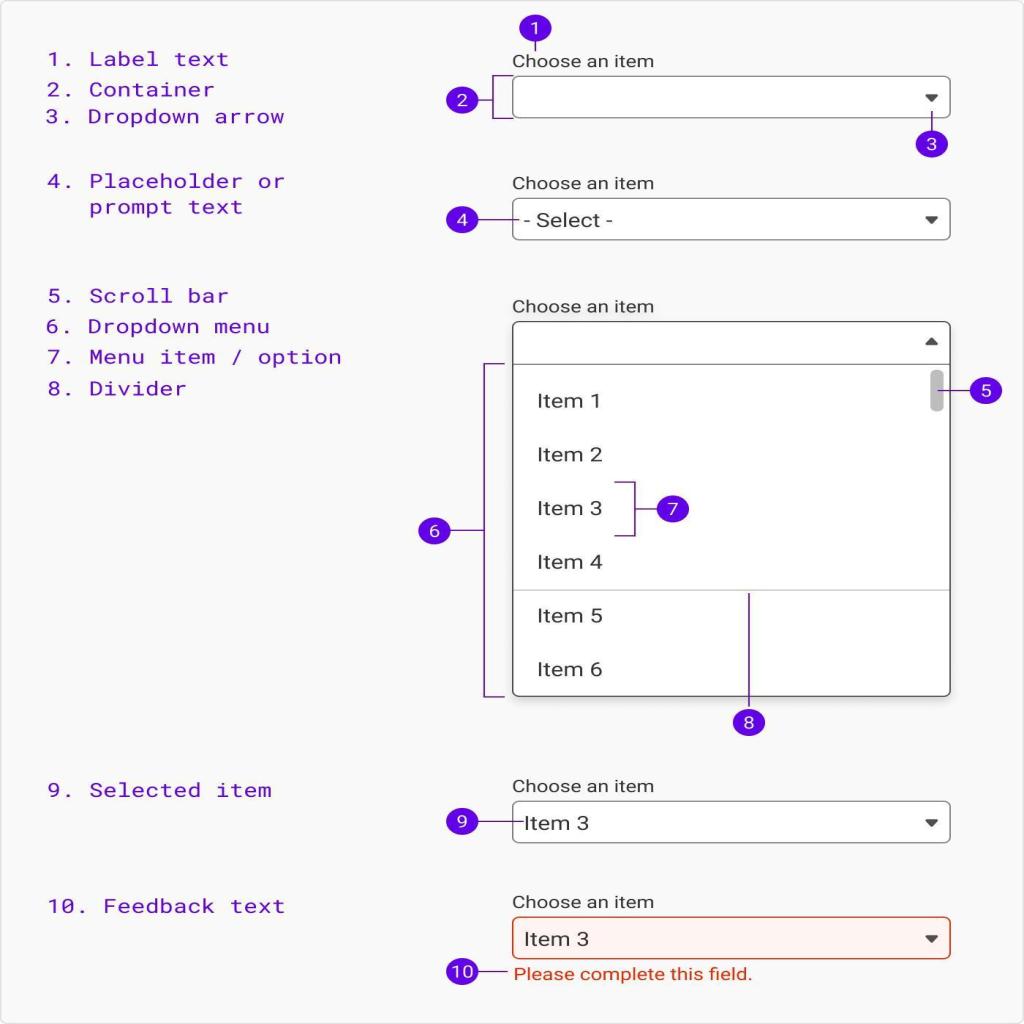 1
1. Label text
Choose an item
2. Container
2
3. Dropdown arrow
3
4. Placeholder or
prompt text
Choose an item
4
- Select -
5. Scroll bar
6. Dropdown menu
7. Menu item / option
8. Divider
Choose an item
5
Item 1
Item 2
Item 3
7
6
Item 4
Item 5
Item 6
8
9. Selected item
Choose an item
9
Item 3
10. Feedback text
Choose an item
Item 3
10
Please complete this field.